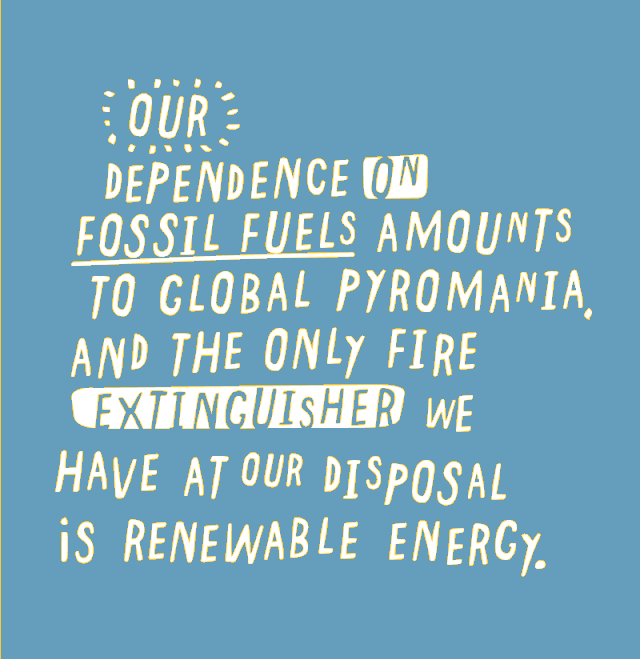 OUR
DEPENDENCE ON
FOSSIL FUELS AMOUNTS
TO GLOBAL PYROMANIA,
AND THE ONLY FIRE
EXTINGUISHER WE
HAVE AT OUR DISPOSAL
iS RENEWABLE ENERGY.